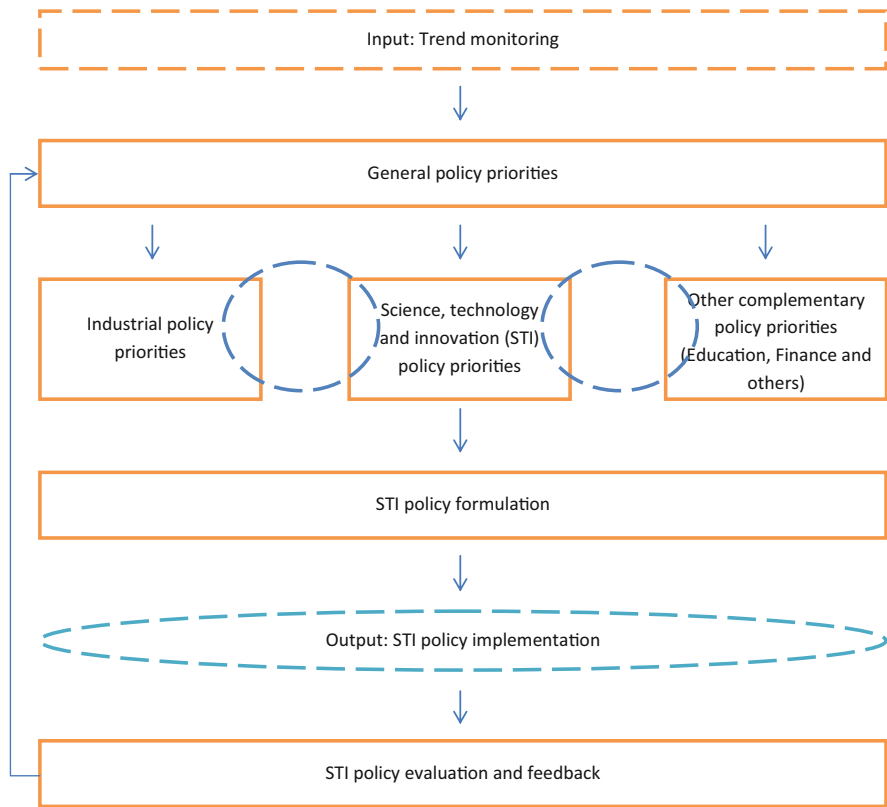 Input: Trend monitoring
General policy priorities
Industrial policy
priorities
Science, technology
and innovation (STI)
policy priorities
Other complementary
policy priorities
(Education, Finance and
others)
STI policy formulation
Output: STI policy implementation
STI policy evaluation and feedback